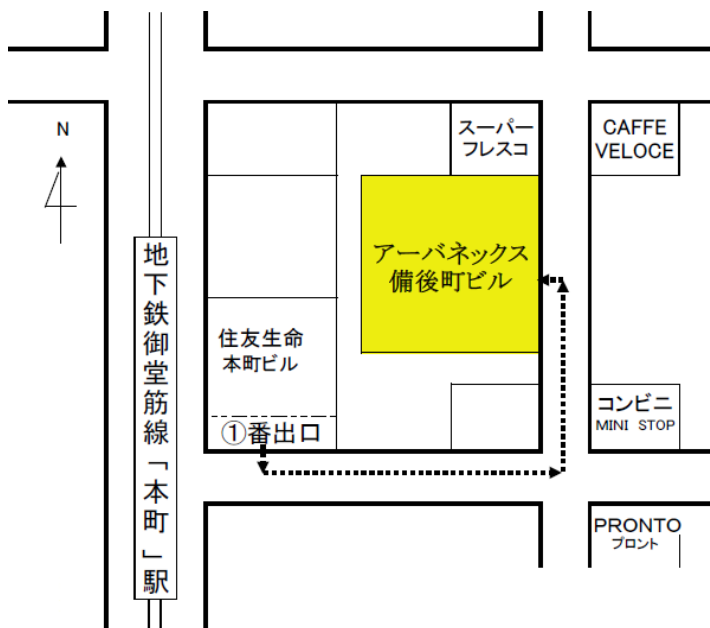 スーパー
フレスコ
CAFFE
VELOCE
N
アーバネックス
備後町ビル
地下鉄御堂筋線「本町」駅
住友生命
本町ビル
①番出口
コンビニ
MINI STOP
PRONTO
プロント